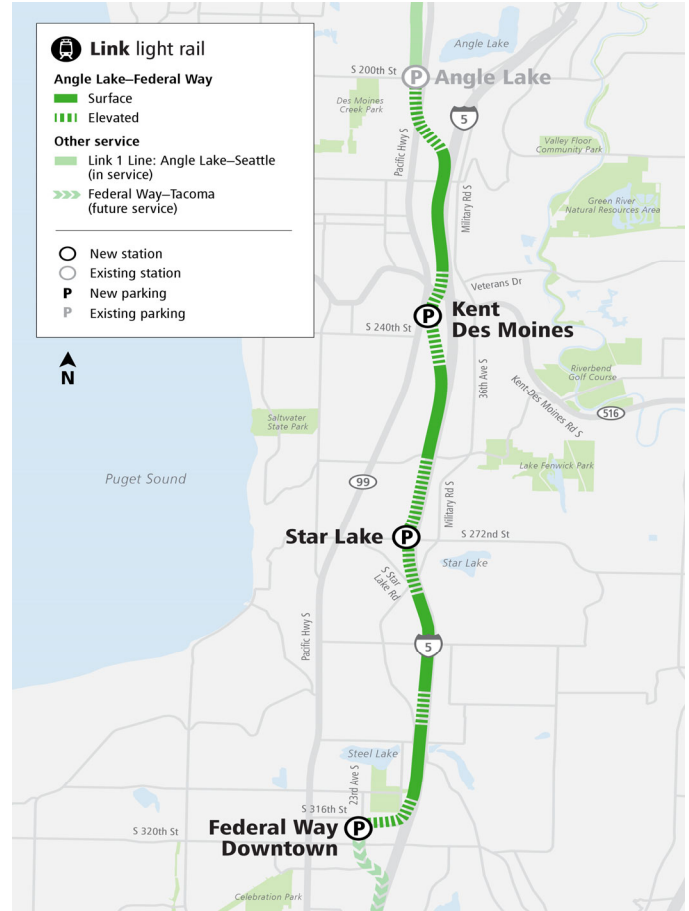 Link light rail
Angle Lake–Federal Way
Surface
Elevated
Other service
Link 1 Line: Angle Lake–Seattle
(in service)
Federal Way–Tacoma
(future service)
New station
Existing station
P New parking
P Existing parking
N
Angle Lake
S 200th St
P
Angle Lake
Des Moines
Creek Park
Pacific Hwy S
5
Valley Floor
Community Park
Military Rd S
Green River
Natural Resources Area
Veterans Dr
P
Kent
Des Moines
S 240th St
36th Ave S
Riverbend
Golf Course
Kent-Des Moines Rd S
516
Saltwater
State Park
Lake Fenwick Park
Puget Sound
99
Military Rd S
Star Lake
P
S 272nd St
Star Lake
S Star
Lake Rd
Pacific Hwy S
5
Steel Lake
23rd Ave S
S 316th St
Federal Way
Downtown
P
S 320th St
Celebration Park